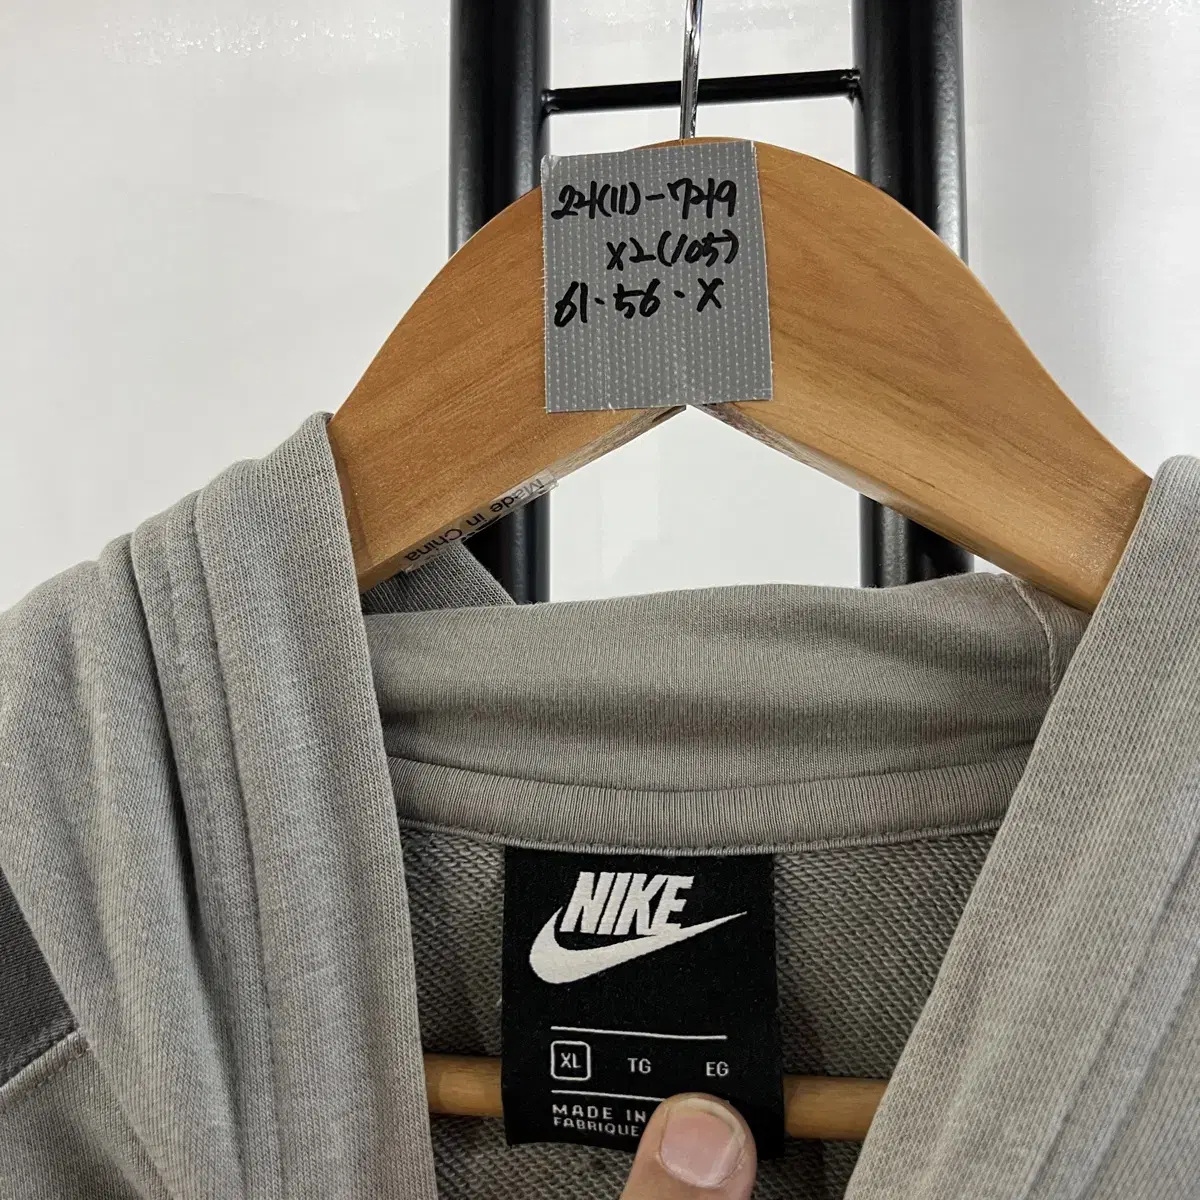 24(11)-749
X2(105)
61·56·X
Made in China
NIKE
XL TG EG
MADE IN
FABRIQUE